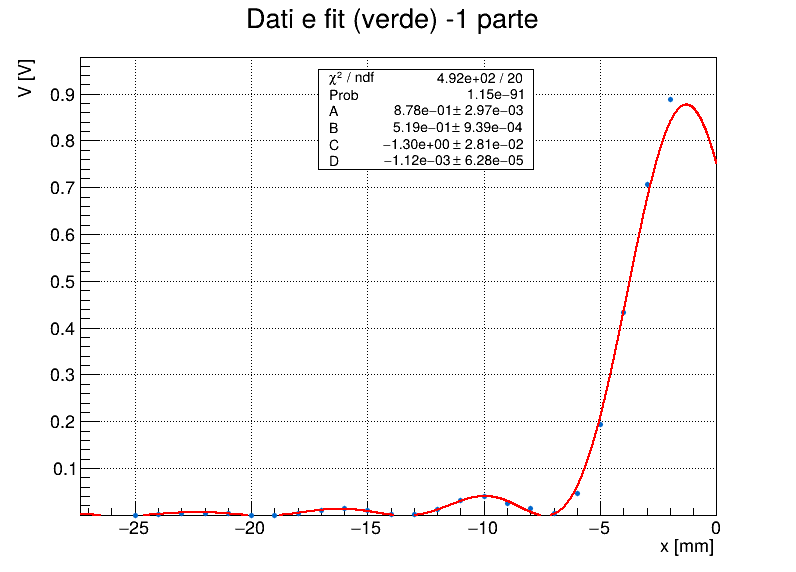 Dati e fit (verde) -1 parte
V [V]
χ² / ndf 4.92e+02 / 20
Prob 1.15e−91
A 8.78e−01± 2.97e−03
B 5.19e−01± 9.39e−04
C −1.30e+00 ± 2.81e−02
D −1.12e−03 ± 6.28e−05
0.9
0.8
0.7
0.6
0.5
0.4
0.3
0.2
0.1
−25 −20 −15 −10 −5 0
x [mm]